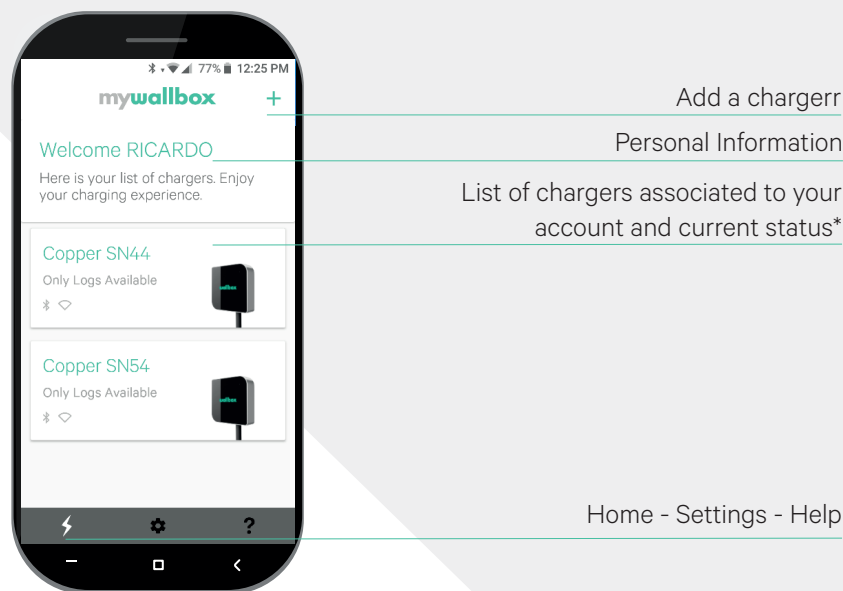 77% 12:25 PM
mywallbox +
Add a chargerr
Welcome RICARDO
Personal Information
Here is your list of chargers. Enjoy
your charging experience.
List of chargers associated to your
account and current status*
Copper SN44
Only Logs Available
wallbox
Copper SN54
Only Logs Available
wallbox
?
Home - Settings - Help